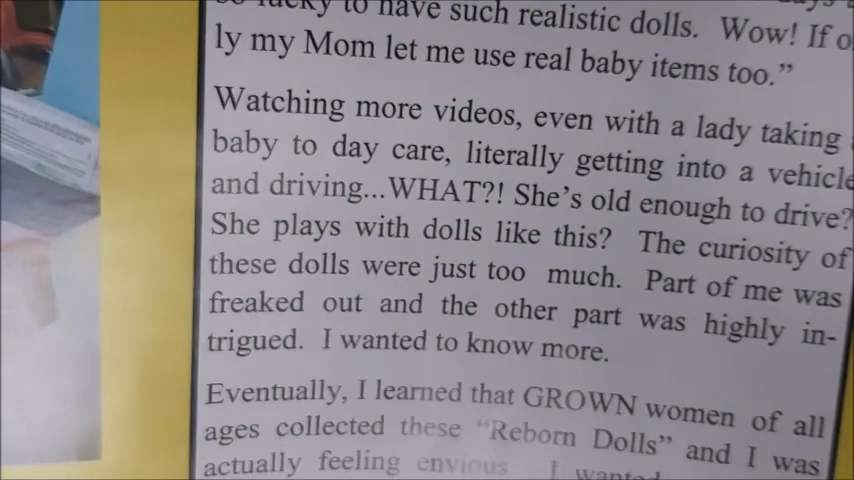 so lucky to have such realistic dolls. Wow! If o
ly my Mom let me use real baby items too.”
Watching more videos, even with a lady taking
baby to day care, literally getting into a vehicle
and driving...WHAT?! She’s old enough to drive?
She plays with dolls like this? The curiosity of
these dolls were just too much. Part of me was
freaked out and the other part was highly in-
trigued. I wanted to know more.
Eventually, I learned that GROWN women of all
ages collected these “Reborn Dolls” and I was
actually feeling envious I wanted